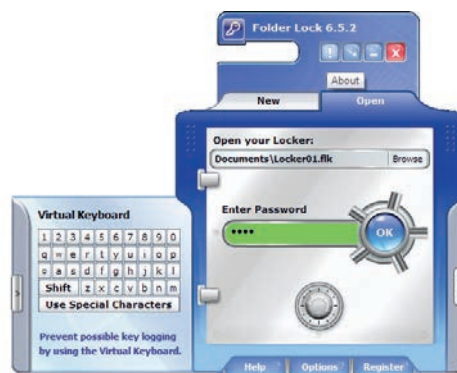 Folder Lock 6.5.2
About
New
Open
Open your Locker:
Documents\Locker01.flk
Browse
Enter Password
••••
OK
Virtual Keyboard
1 2 3 4 5 6 7 8 9 0
q w e r t y u i o p
a s d f g h j k l
Shift z x c v b n m
Use Special Characters
Prevent possible key logging
by using the Virtual Keyboard.
Help
Options
Register